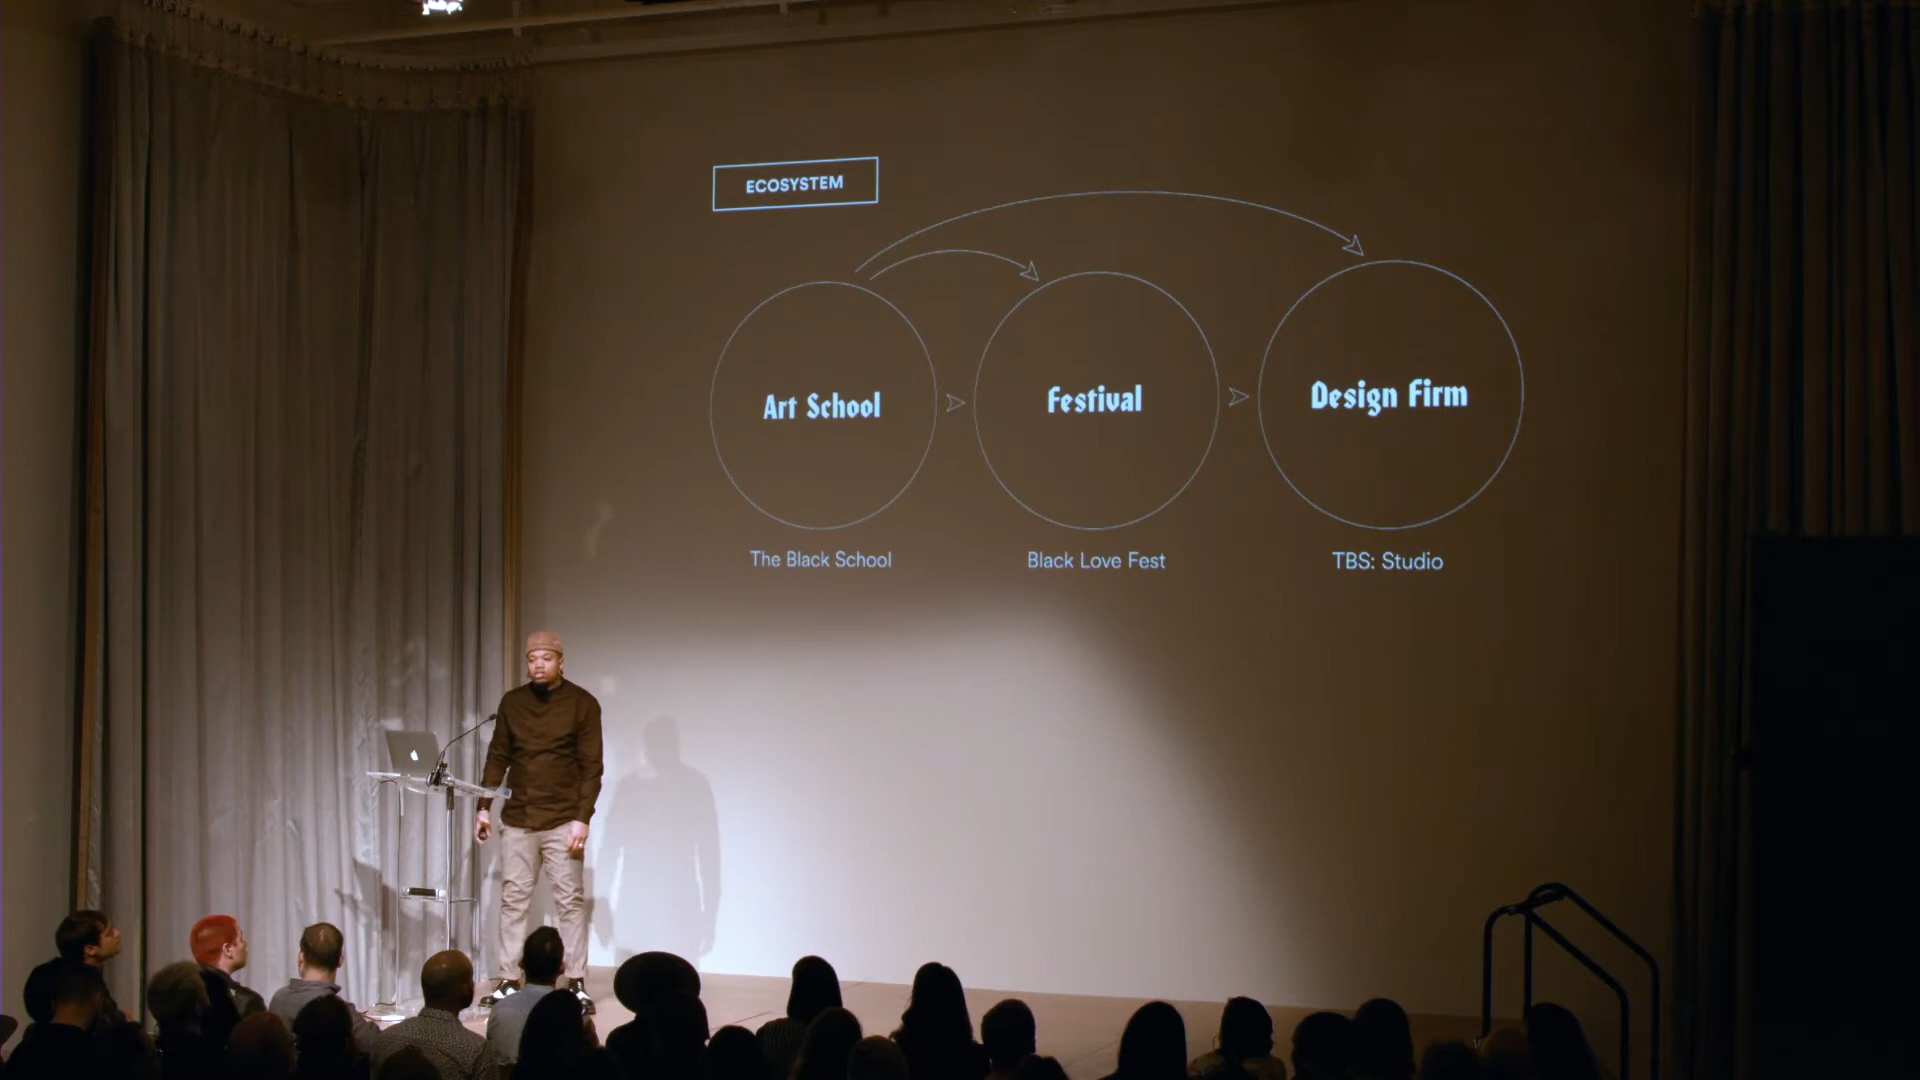 ECOSYSTEM
Art School
Festival
Design Firm
The Black School
Black Love Fest
TBS: Studio